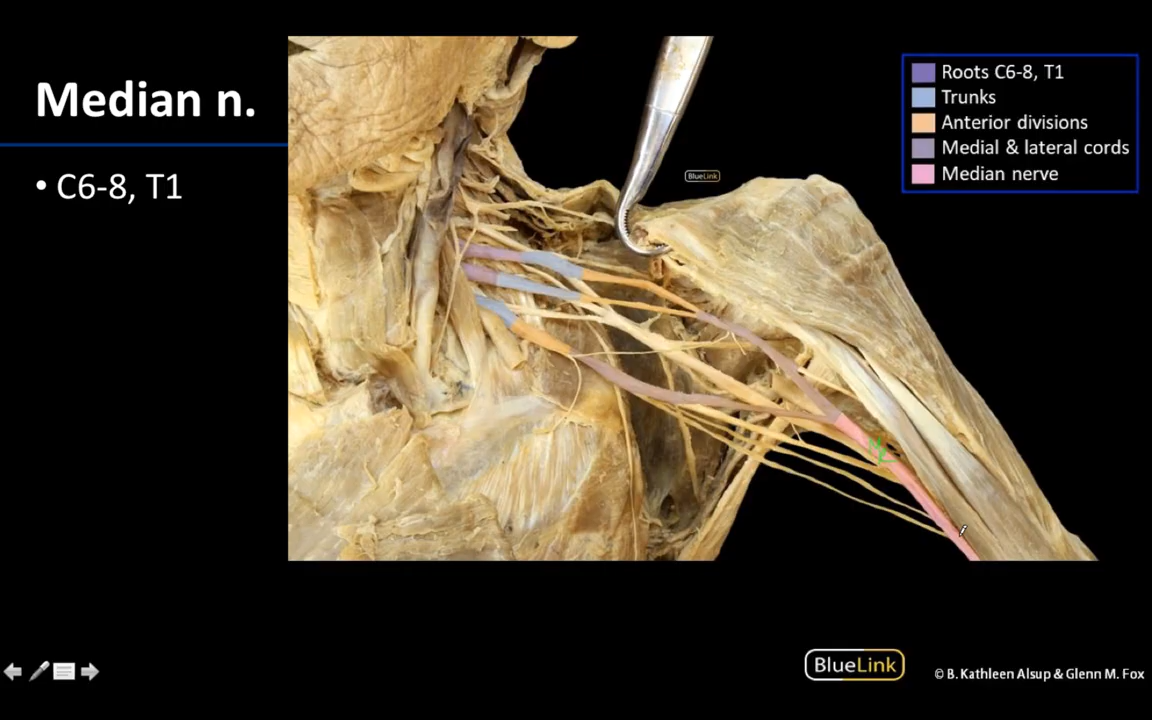 Median n.
• C6-8, T1
BlueLink
Roots C6-8, T1
Trunks
Anterior divisions
Medial & lateral cords
Median nerve
BlueLink
© B. Kathleen Alsup & Glenn M. Fox